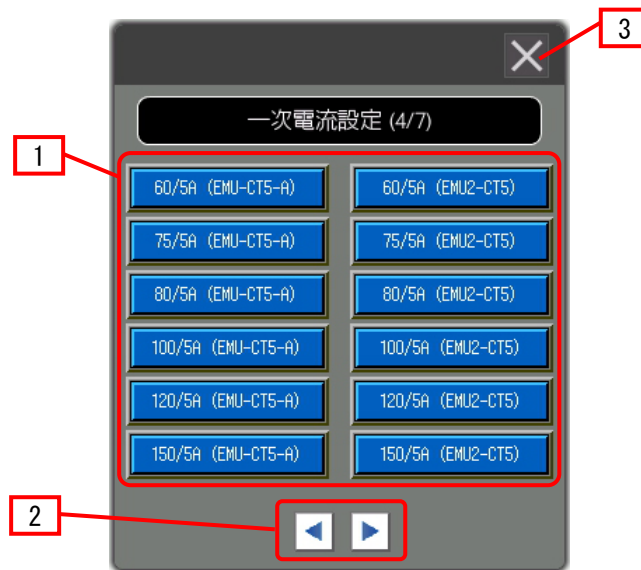 3
一次電流設定 (4/7)
1
60/5A (EMU-CT5-A) 60/5A (EMU2-CT5)
75/5A (EMU-CT5-A) 75/5A (EMU2-CT5)
80/5A (EMU-CT5-A) 80/5A (EMU2-CT5)
100/5A (EMU-CT5-A) 100/5A (EMU2-CT5)
120/5A (EMU-CT5-A) 120/5A (EMU2-CT5)
150/5A (EMU-CT5-A) 150/5A (EMU2-CT5)
2